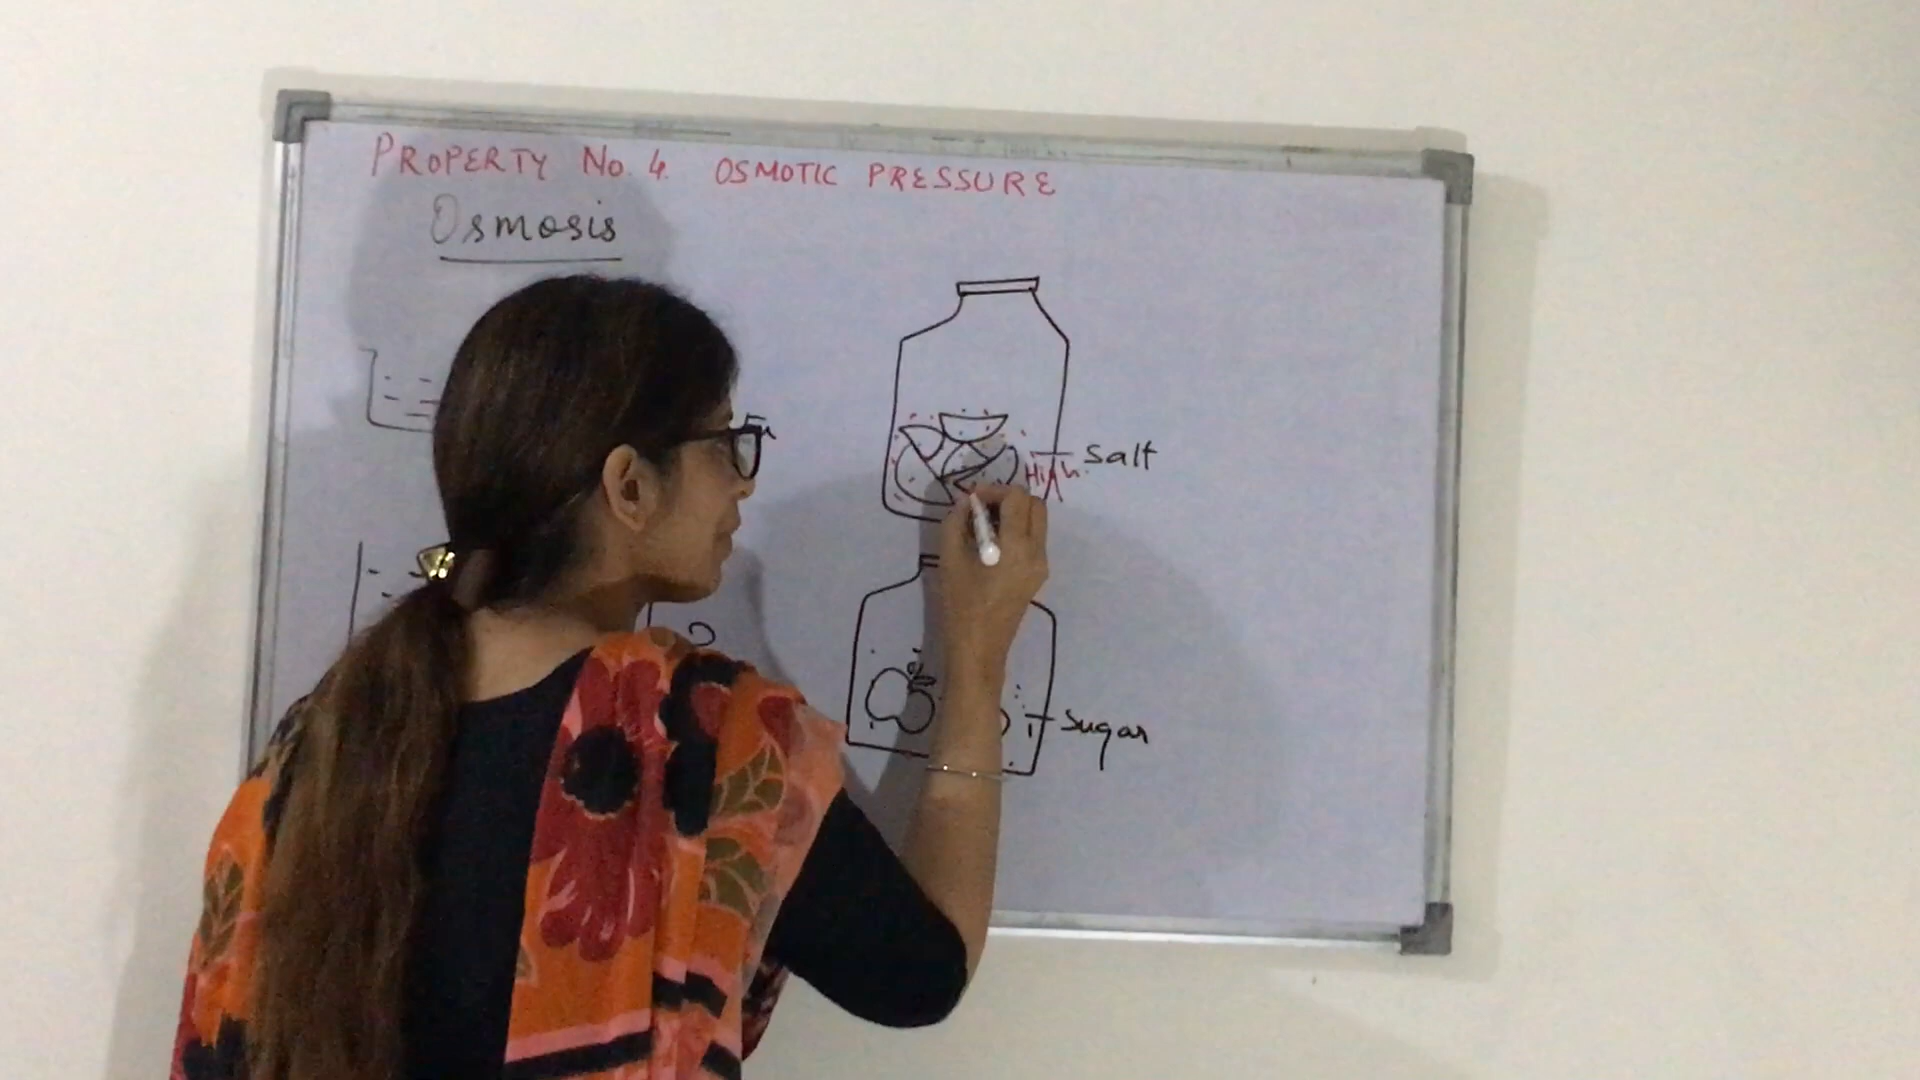 PROPERTY No. 4. OSMOTIC PRESSURE
Osmosis
Salt
High
Sugar